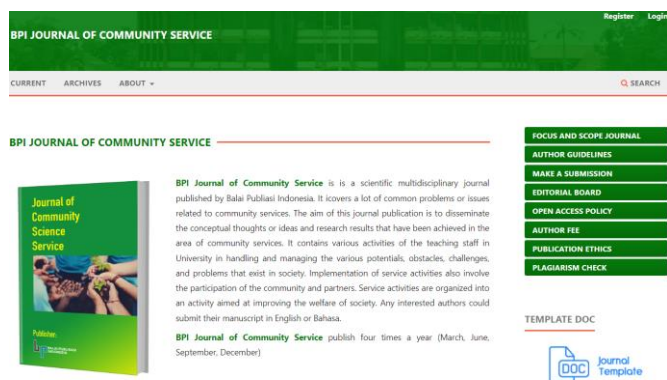 Register Login
BPI JOURNAL OF COMMUNITY SERVICE
CURRENT ARCHIVES ABOUT
SEARCH
BPI JOURNAL OF COMMUNITY SERVICE
Journal of
Community
Science
Service
Publisher:
BPI Journal of Community Service is is a scientific multidisciplinary journal
published by Balai Publiasi Indonesia. It icovers a lot of common problems or issues
related to community services. The aim of this journal publication is to disseminate
the conceptual thoughts or ideas and research results that have been achieved in the
area of community services. It contains various activities of the teaching staff in
University in handling and managing the various potentials, obstacles, challenges,
and problems that exist in society. Implementation of service activities also involve
the participation of the community and partners. Service activities are organized into
an activity aimed at improving the welfare of society. Any interested authors could
submit their manuscript in English or Bahasa.
BPI Journal of Community Service publish four times a year (March, June,
September, December)
FOCUS AND SCOPE JOURNAL
AUTHOR GUIDELINES
MAKE A SUBMISSION
EDITORIAL BOARD
OPEN ACCESS POLICY
AUTHOR FEE
PUBLICATION ETHICS
PLAGIARISM CHECK
TEMPLATE DOC
DOC
Journal
Template